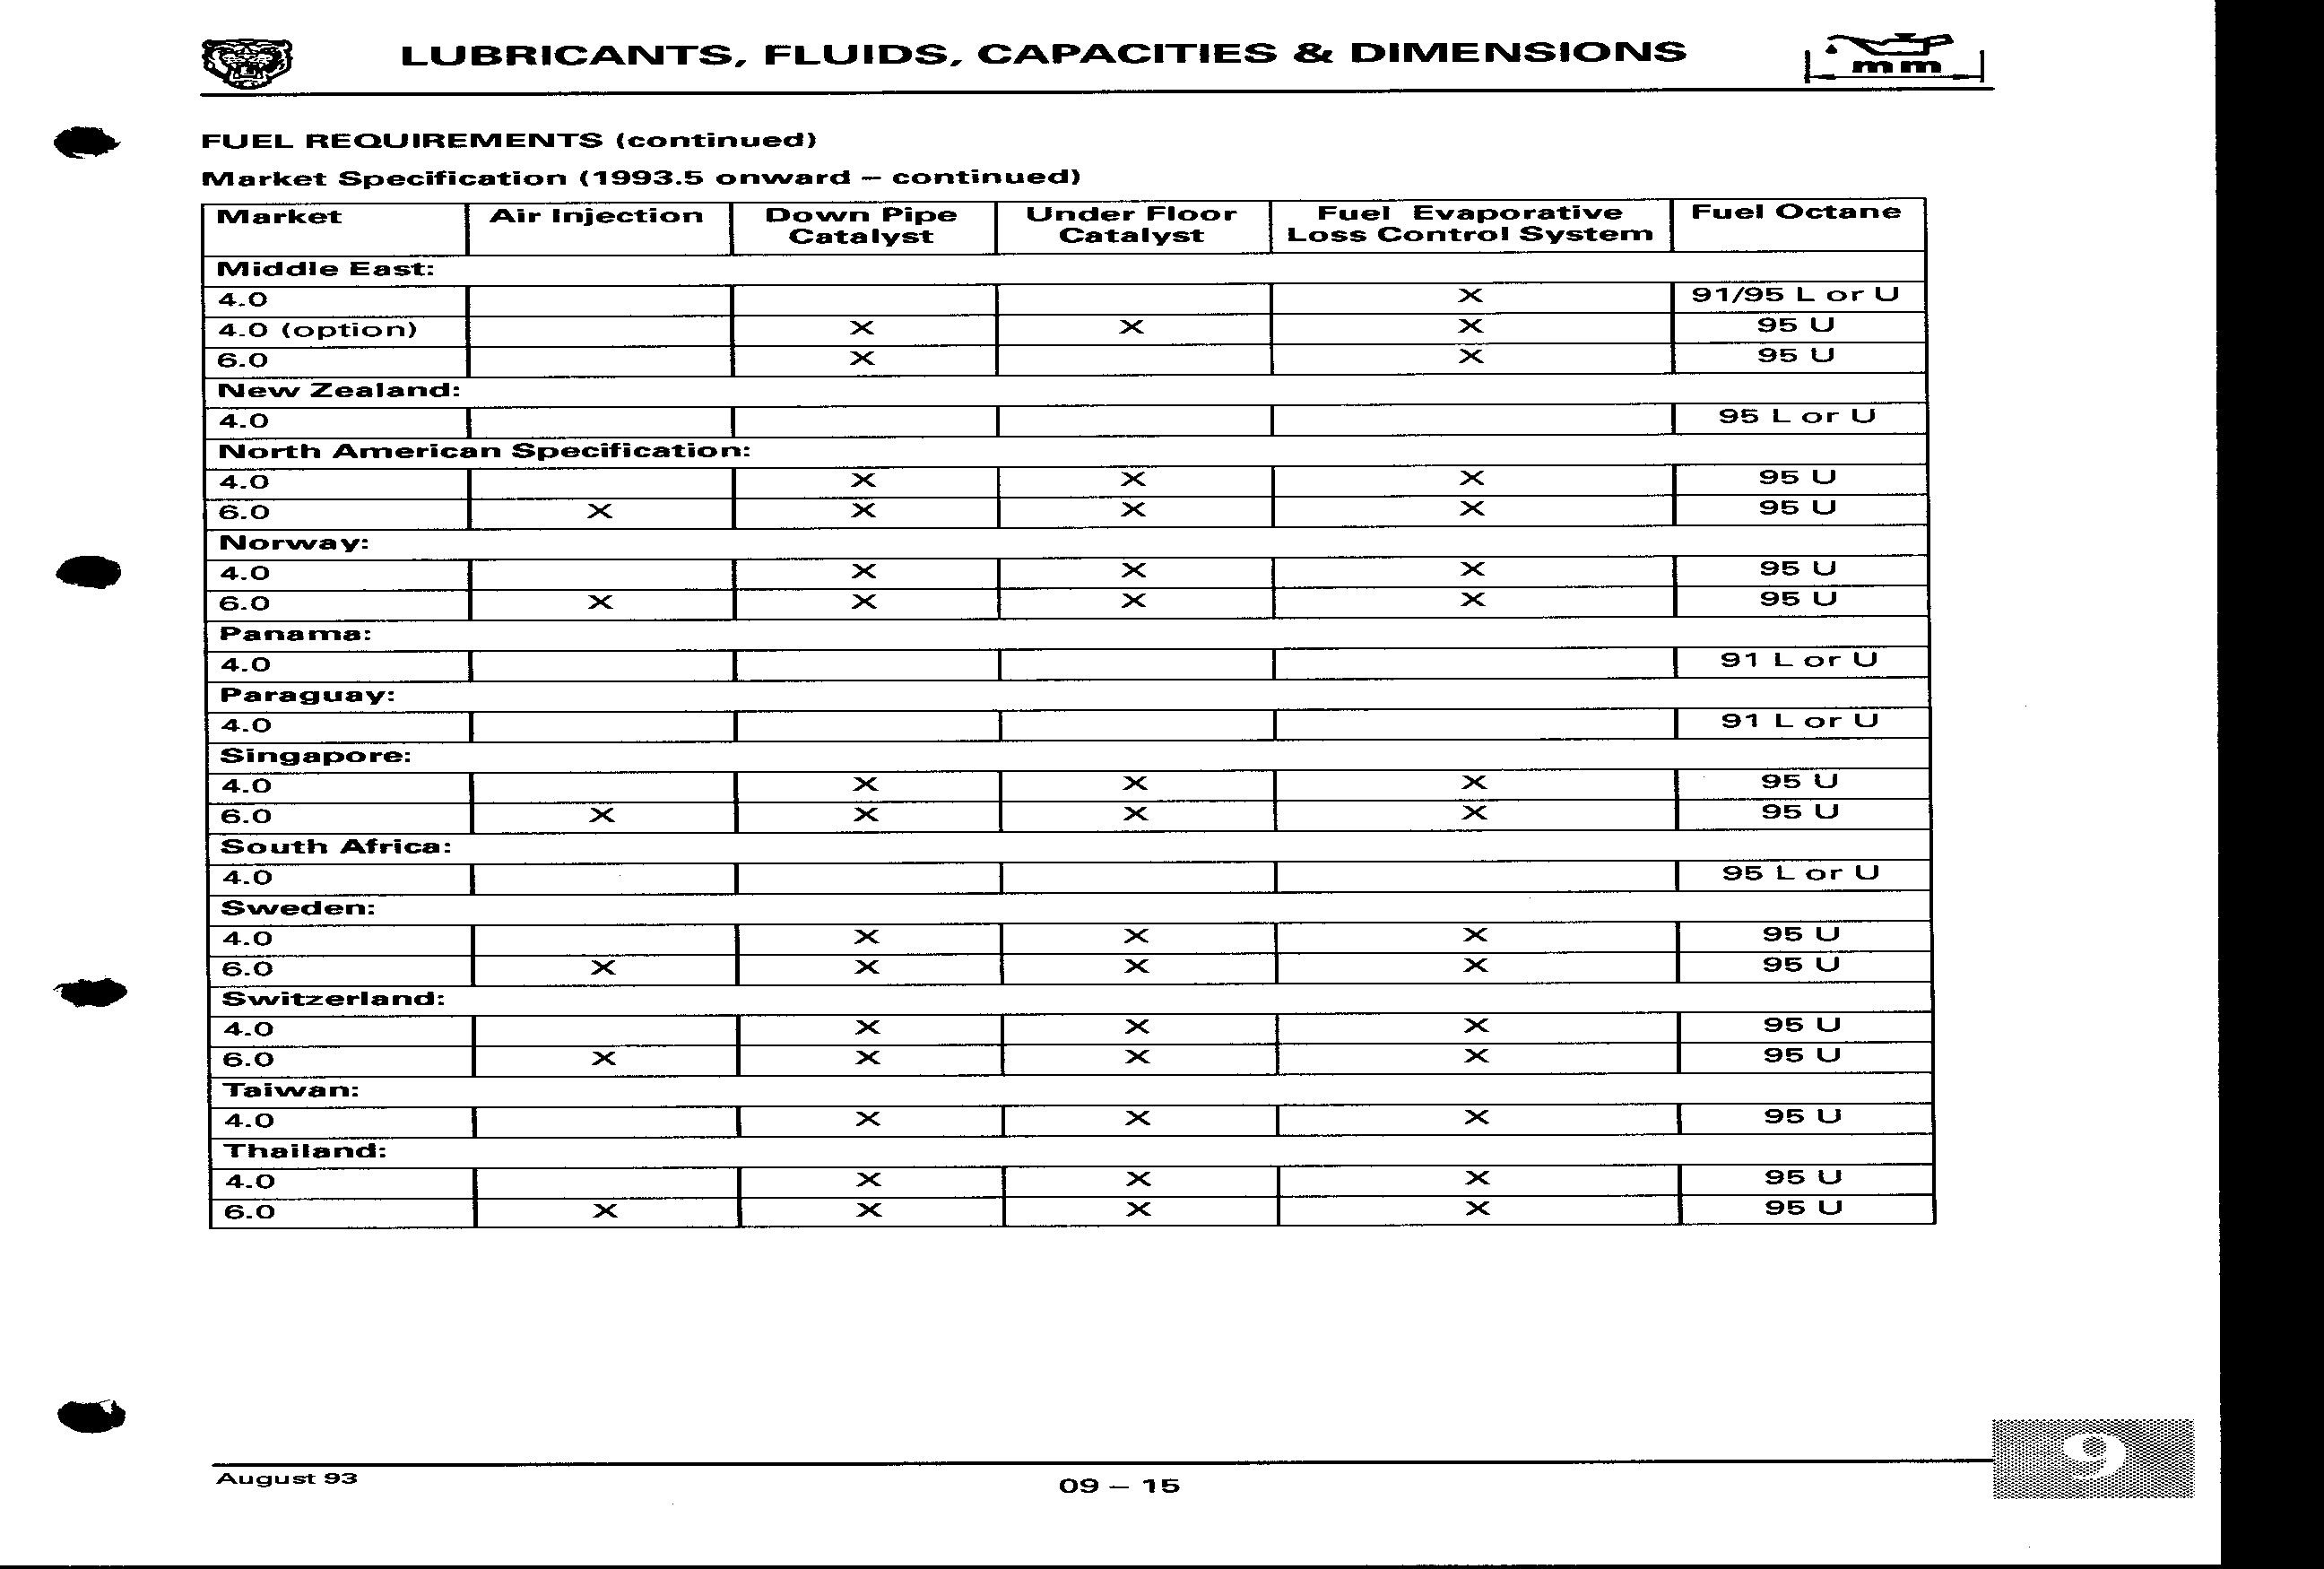 LUBRICANTS, FLUIDS, CAPACITIES & DIMENSIONS
mm
FUEL REQUIREMENTS (continued)
Market Specification (1993.5 onward – continued)
Market Air Injection Down Pipe Catalyst Under Floor Catalyst Fuel Evaporative Loss Control System Fuel Octane
Middle East:
4.0 X 91/95 L or U
4.0 (option) X X X 95 U
6.0 X X 95 U
New Zealand:
4.0 95 L or U
North American Specification:
4.0 X X X 95 U
6.0 X X X X 95 U
Norway:
4.0 X X X 95 U
6.0 X X X X 95 U
Panama:
4.0 91 L or U
Paraguay:
4.0 91 L or U
Singapore:
4.0 X X X 95 U
6.0 X X X X 95 U
South Africa:
4.0 95 L or U
Sweden:
4.0 X X X 95 U
6.0 X X X X 95 U
Switzerland:
4.0 X X X 95 U
6.0 X X X X 95 U
Taiwan:
4.0 X X X 95 U
Thailand:
4.0 X X X 95 U
6.0 X X X X 95 U
August 93
09 – 15
9